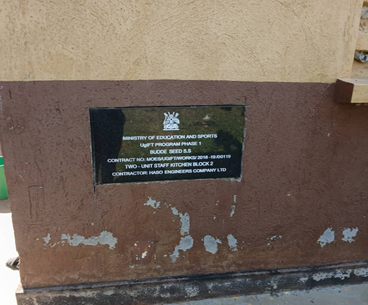 MINISTRY OF EDUCATION AND SPORTS
UgIFT PROGRAM PHASE 1
BUDDE SEED S.S
CONTRACT NO: MOES/UGIFT/WORKS/2018-19/00119
TWO - UNIT STAFF KITCHEN BLOCK 2
CONTRACTOR: HASO ENGINEERS COMPANY LTD